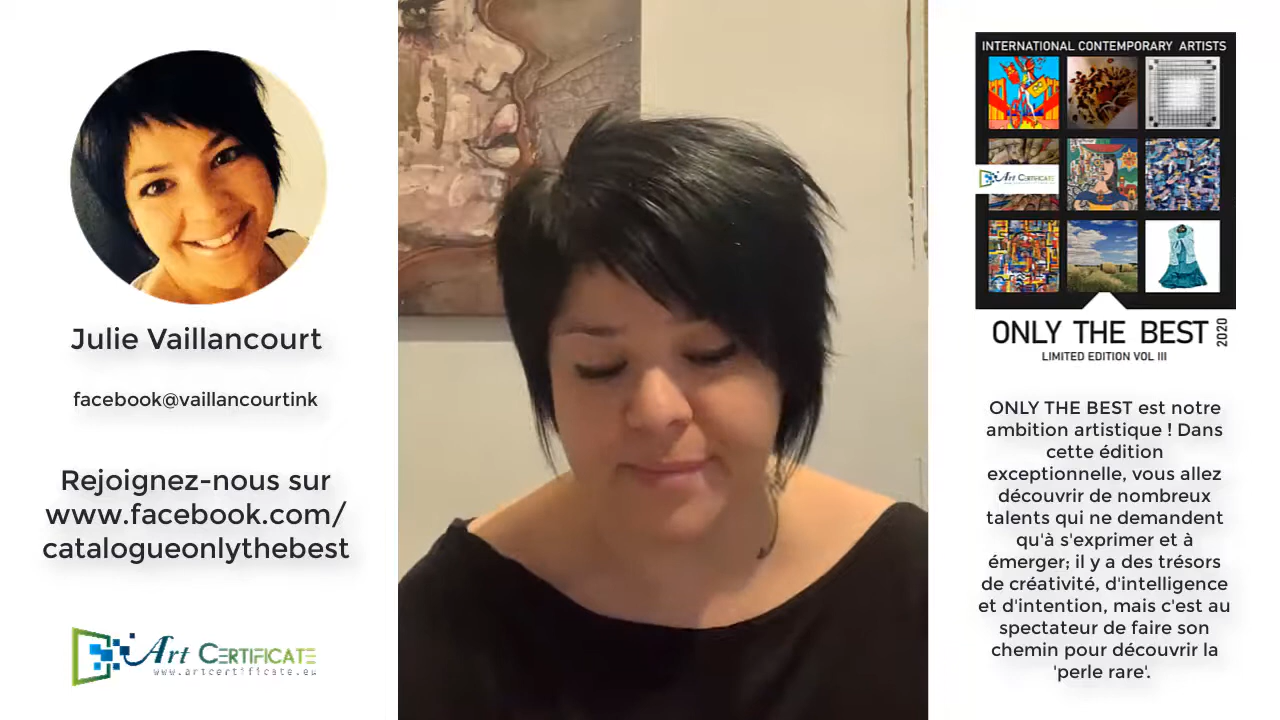 Julie Vaillancourt
facebook@vaillancourtink
Rejoignez-nous sur
www.facebook.com/
catalogueonlythebest
Art CERTIFICATE
www.artcertificate.eu
INTERNATIONAL CONTEMPORARY ARTISTS
Art CERTIFICATE
ONLY THE BEST
2020
LIMITED EDITION VOL III
ONLY THE BEST est notre
ambition artistique ! Dans
cette édition
exceptionnelle, vous allez
découvrir de nombreux
talents qui ne demandent
qu'à s'exprimer et à
émerger; il y a des trésors
de créativité, d'intelligence
et d'intention, mais c'est au
spectateur de faire son
chemin pour découvrir la
'perle rare'.